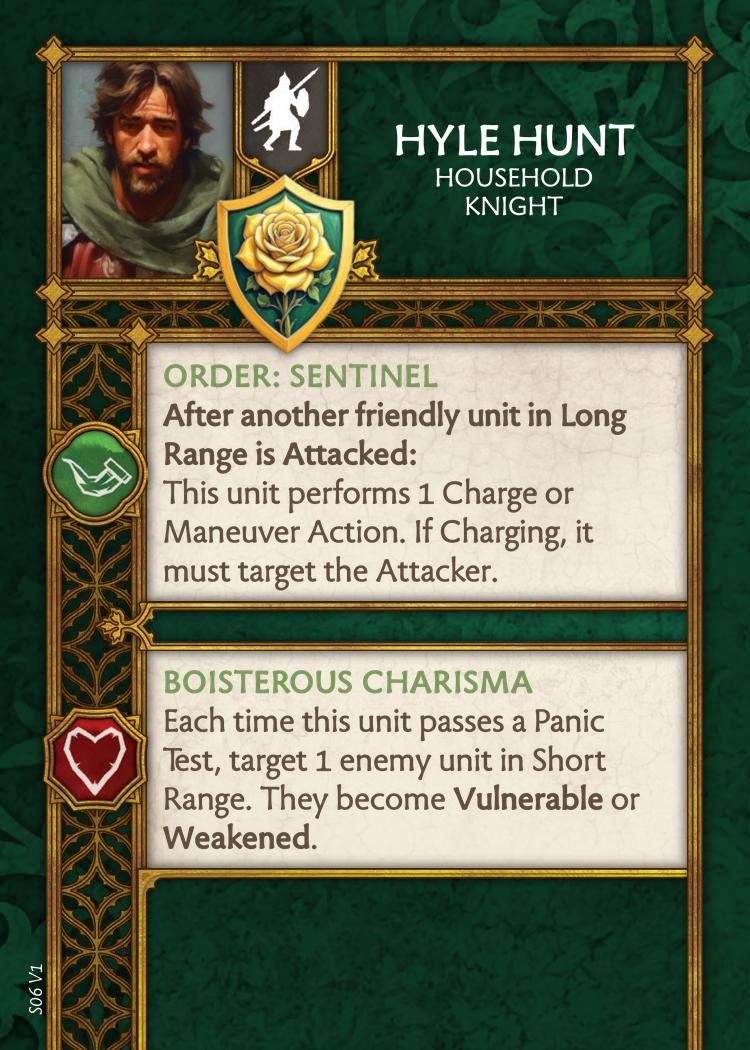 HYLE HUNT
HOUSEHOLD
KNIGHT
ORDER: SENTINEL
After another friendly unit in Long
Range is Attacked:
This unit performs 1 Charge or
Maneuver Action. If Charging, it
must target the Attacker.
BOISTEROUS CHARISMA
Each time this unit passes a Panic
Test, target 1 enemy unit in Short
Range. They become Vulnerable or
Weakened.
S06 V1